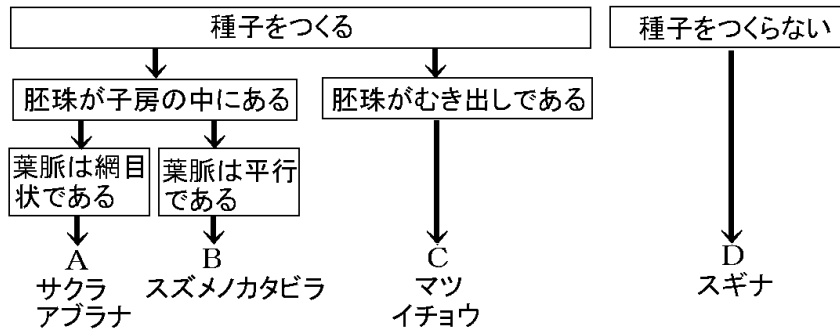 種子をつくる
種子をつくらない
胚珠が子房の中にある
胚珠がむき出しである
葉脈は網目
状である
葉脈は平行
である
A
サクラ
アブラナ
B
スズメノカタビラ
C
マツ
イチョウ
D
スギナ